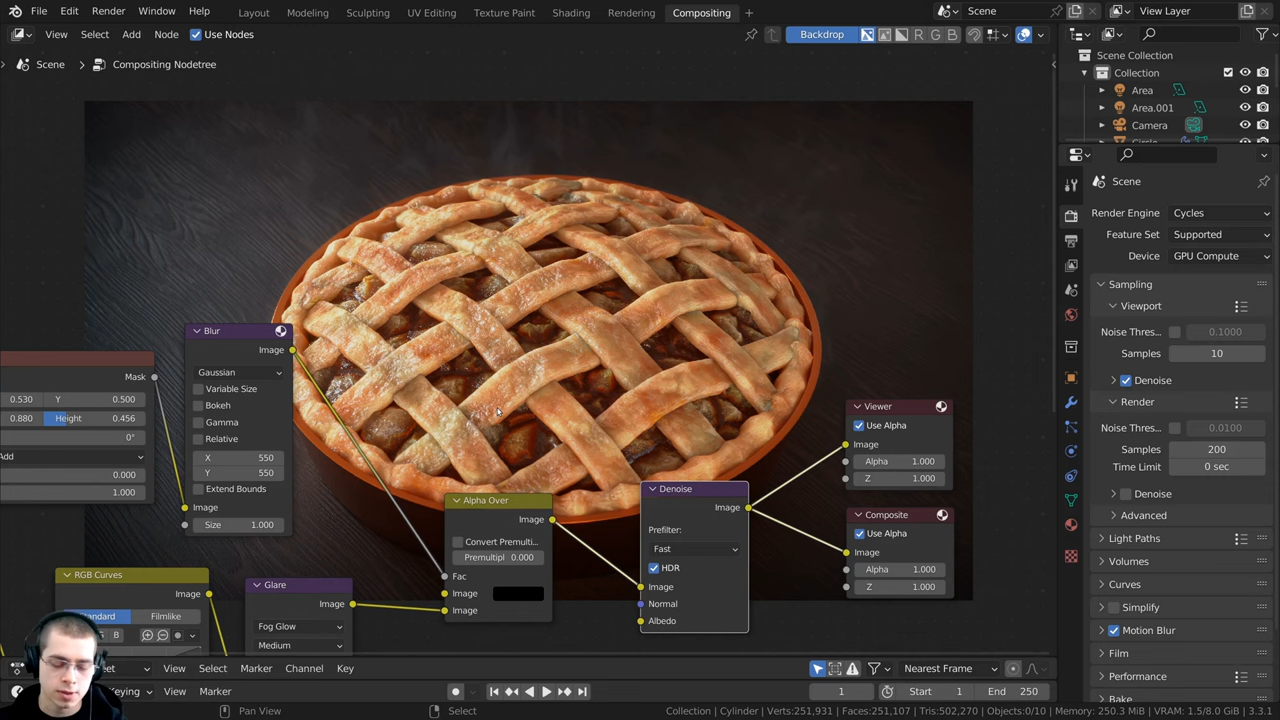 File Edit Render Window Help Layout Modeling Sculpting UV Editing Texture Paint Shading Rendering Compositing + Scene View Layer
View Select Add Node Use Nodes Backdrop R G B
Scene Compositing Nodetree
Scene Collection
Collection
Area
Area.001
Camera
Scene
Render Engine Cycles
Feature Set Supported
Device GPU Compute
Sampling
Viewport
Noise Thres... 0.1000
Samples 10
Denoise
Render
Noise Thres... 0.0100
Samples 200
Time Limit 0 sec
Denoise
Advanced
Light Paths
Volumes
Curves
Simplify
Motion Blur
Film
Performance
Bake
Mask
0.530 Y 0.500
0.880 Height 0.456
0°
Add
0.000
1.000
Blur
Image
Gaussian
Variable Size
Bokeh
Gamma
Relative
X 550
Y 550
Extend Bounds
Image
Size 1.000
RGB Curves
Image
Standard Filmlike
B
Glare
Image
Fog Glow
Medium
Alpha Over
Image
Convert Premulti...
Premultipl 0.000
Fac
Image
Image
Denoise
Image
Prefilter:
Fast
HDR
Image
Normal
Albedo
Viewer
Use Alpha
Image
Alpha 1.000
Z 1.000
Composite
Use Alpha
Image
Alpha 1.000
Z 1.000
View Select Marker Channel Key Nearest Frame
Keying View Marker 1 Start 1 End 250
Pan View Select Collection | Cylinder | Verts:251,931 | Faces:251,107 | Tris:502,270 | Objects:0/10 | Memory: 250.3 MiB | VRAM: 1.5/8.0 GiB | 3.3.1